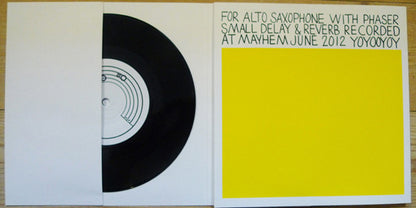 FOR ALTO SAXOPHONE WITH PHASER
SMALL DELAY & REVERB RECORDED
AT MAYHEM JUNE 2012 YOYOOYOY